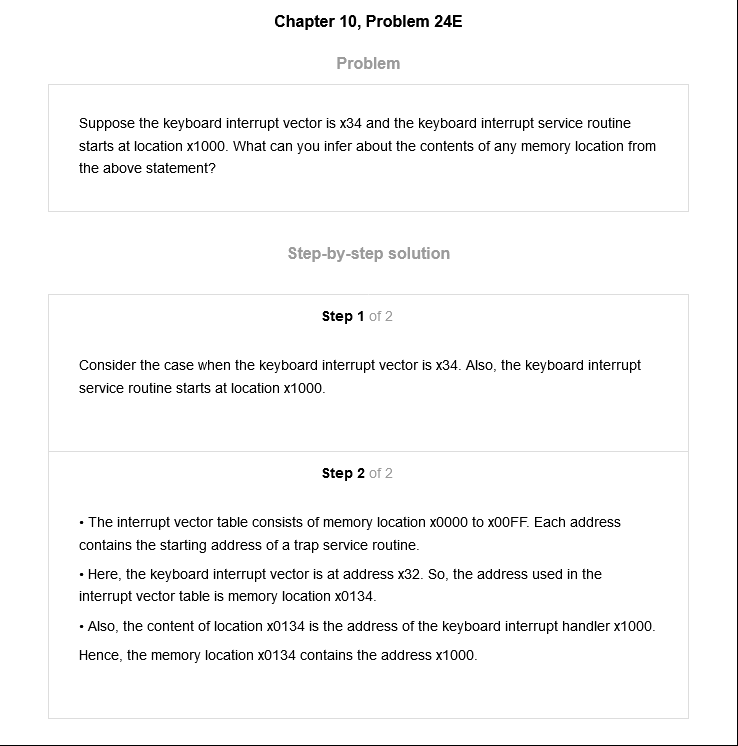 Chapter 10, Problem 24E
Problem
Suppose the keyboard interrupt vector is x34 and the keyboard interrupt service routine
starts at location x1000. What can you infer about the contents of any memory location from
the above statement?
Step-by-step solution
Step 1 of 2
Consider the case when the keyboard interrupt vector is x34. Also, the keyboard interrupt
service routine starts at location x1000.
Step 2 of 2
• The interrupt vector table consists of memory location x0000 to x00FF. Each address
contains the starting address of a trap service routine.
• Here, the keyboard interrupt vector is at address x32. So, the address used in the
interrupt vector table is memory location x0134.
• Also, the content of location x0134 is the address of the keyboard interrupt handler x1000.
Hence, the memory location x0134 contains the address x1000.